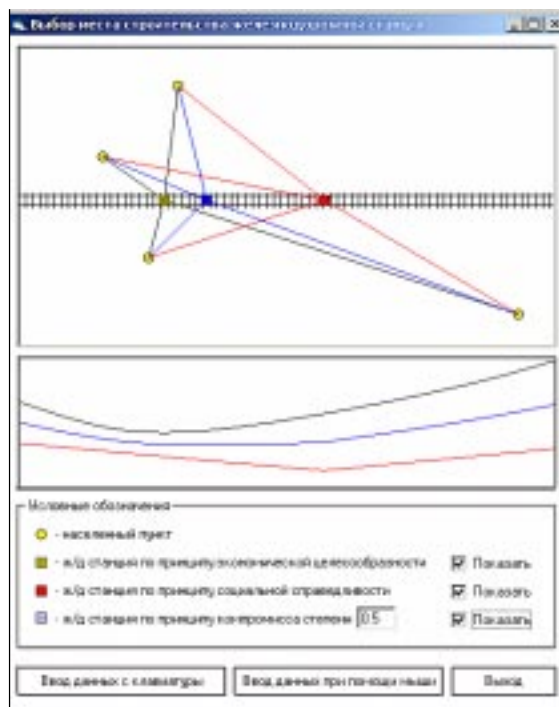 Выбор места строительства железнодорожной станции
Условные обозначения
- населенный пункт
- ж/д станция по принципу экономической целесообразности
Показать
- ж/д станция по принципу социальной справедливости
Показать
- ж/д станция по принципу компромисса степени 0.5
Показать
Ввод данных с клавиатуры
Ввод данных при помощи мыши
Выход